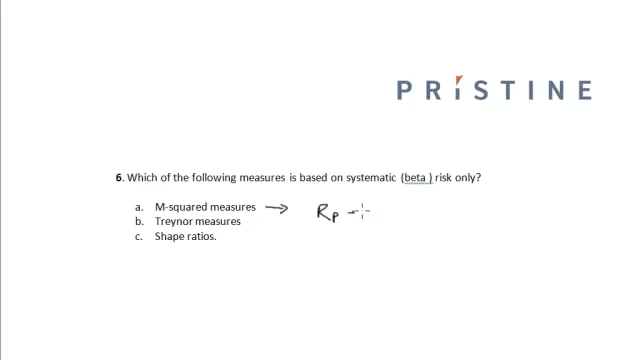 PRISTINE
6. Which of the following measures is based on systematic (beta ) risk only?
a. M-squared measures → Rp -
b. Treynor measures
c. Shape ratios.